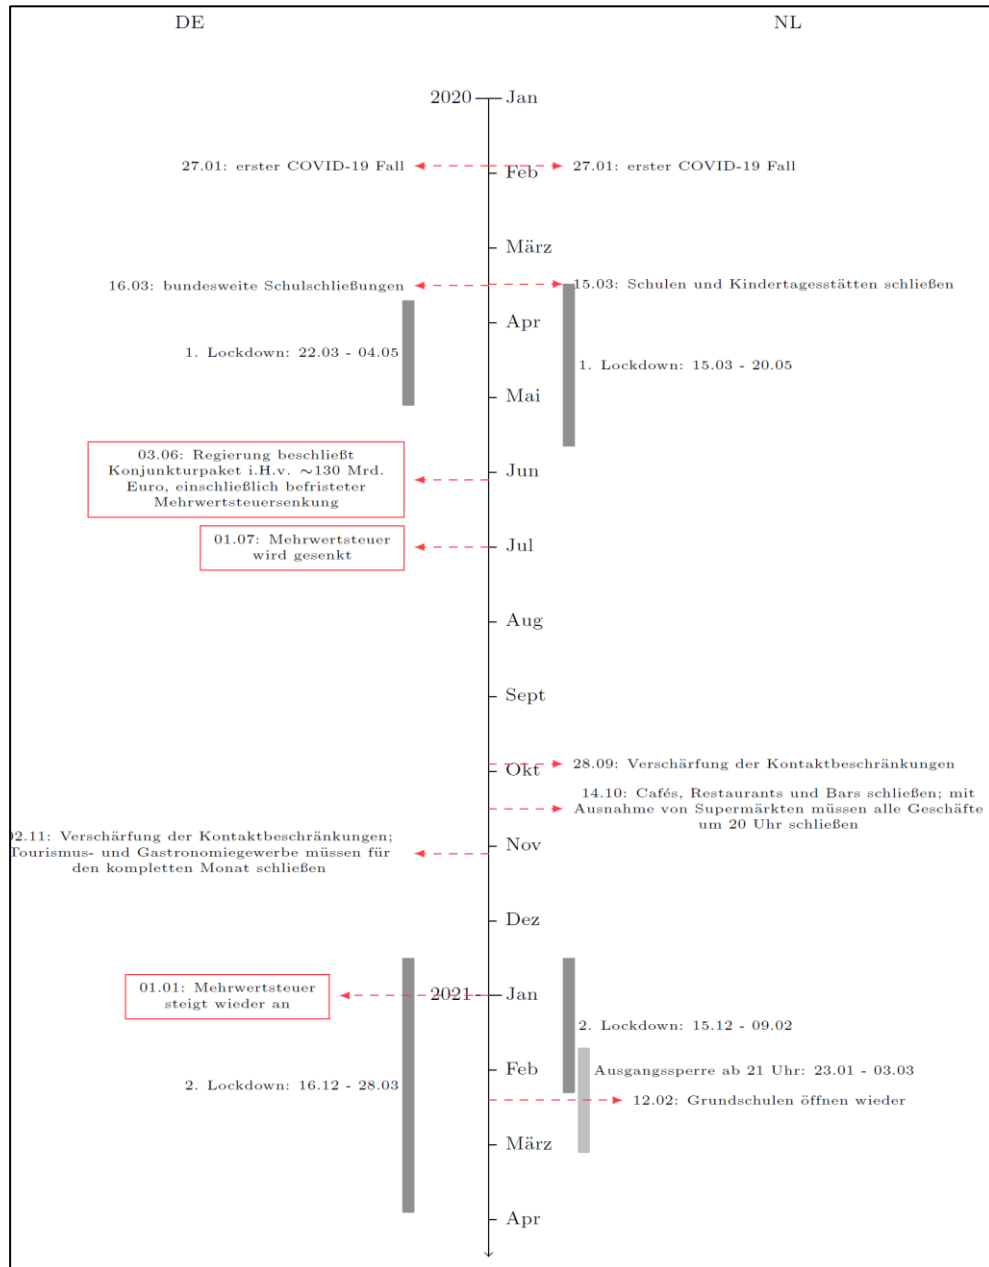 DE
NL
2020
Jan
27.01: erster COVID-19 Fall
27.01: erster COVID-19 Fall
Feb
März
16.03: bundesweite Schulschließungen
15.03: Schulen und Kindertagesstätten schließen
Apr
1. Lockdown: 22.03 - 04.05
1. Lockdown: 15.03 - 20.05
Mai
03.06: Regierung beschließt
Konjunkturpaket i.H.v. ~130 Mrd.
Euro, einschließlich befristeter
Mehrwertsteuersenkung
Jun
01.07: Mehrwertsteuer
wird gesenkt
Jul
Aug
Sept
28.09: Verschärfung der Kontaktbeschränkungen
Okt
14.10: Cafés, Restaurants und Bars schließen; mit
Ausnahme von Supermärkten müssen alle Geschäfte
um 20 Uhr schließen
02.11: Verschärfung der Kontaktbeschränkungen;
Tourismus- und Gastronomiegewerbe müssen für
den kompletten Monat schließen
Nov
Dez
01.01: Mehrwertsteuer
steigt wieder an
2021
Jan
2. Lockdown: 15.12 - 09.02
Feb
Ausgangssperre ab 21 Uhr: 23.01 - 03.03
2. Lockdown: 16.12 - 28.03
12.02: Grundschulen öffnen wieder
März
Apr